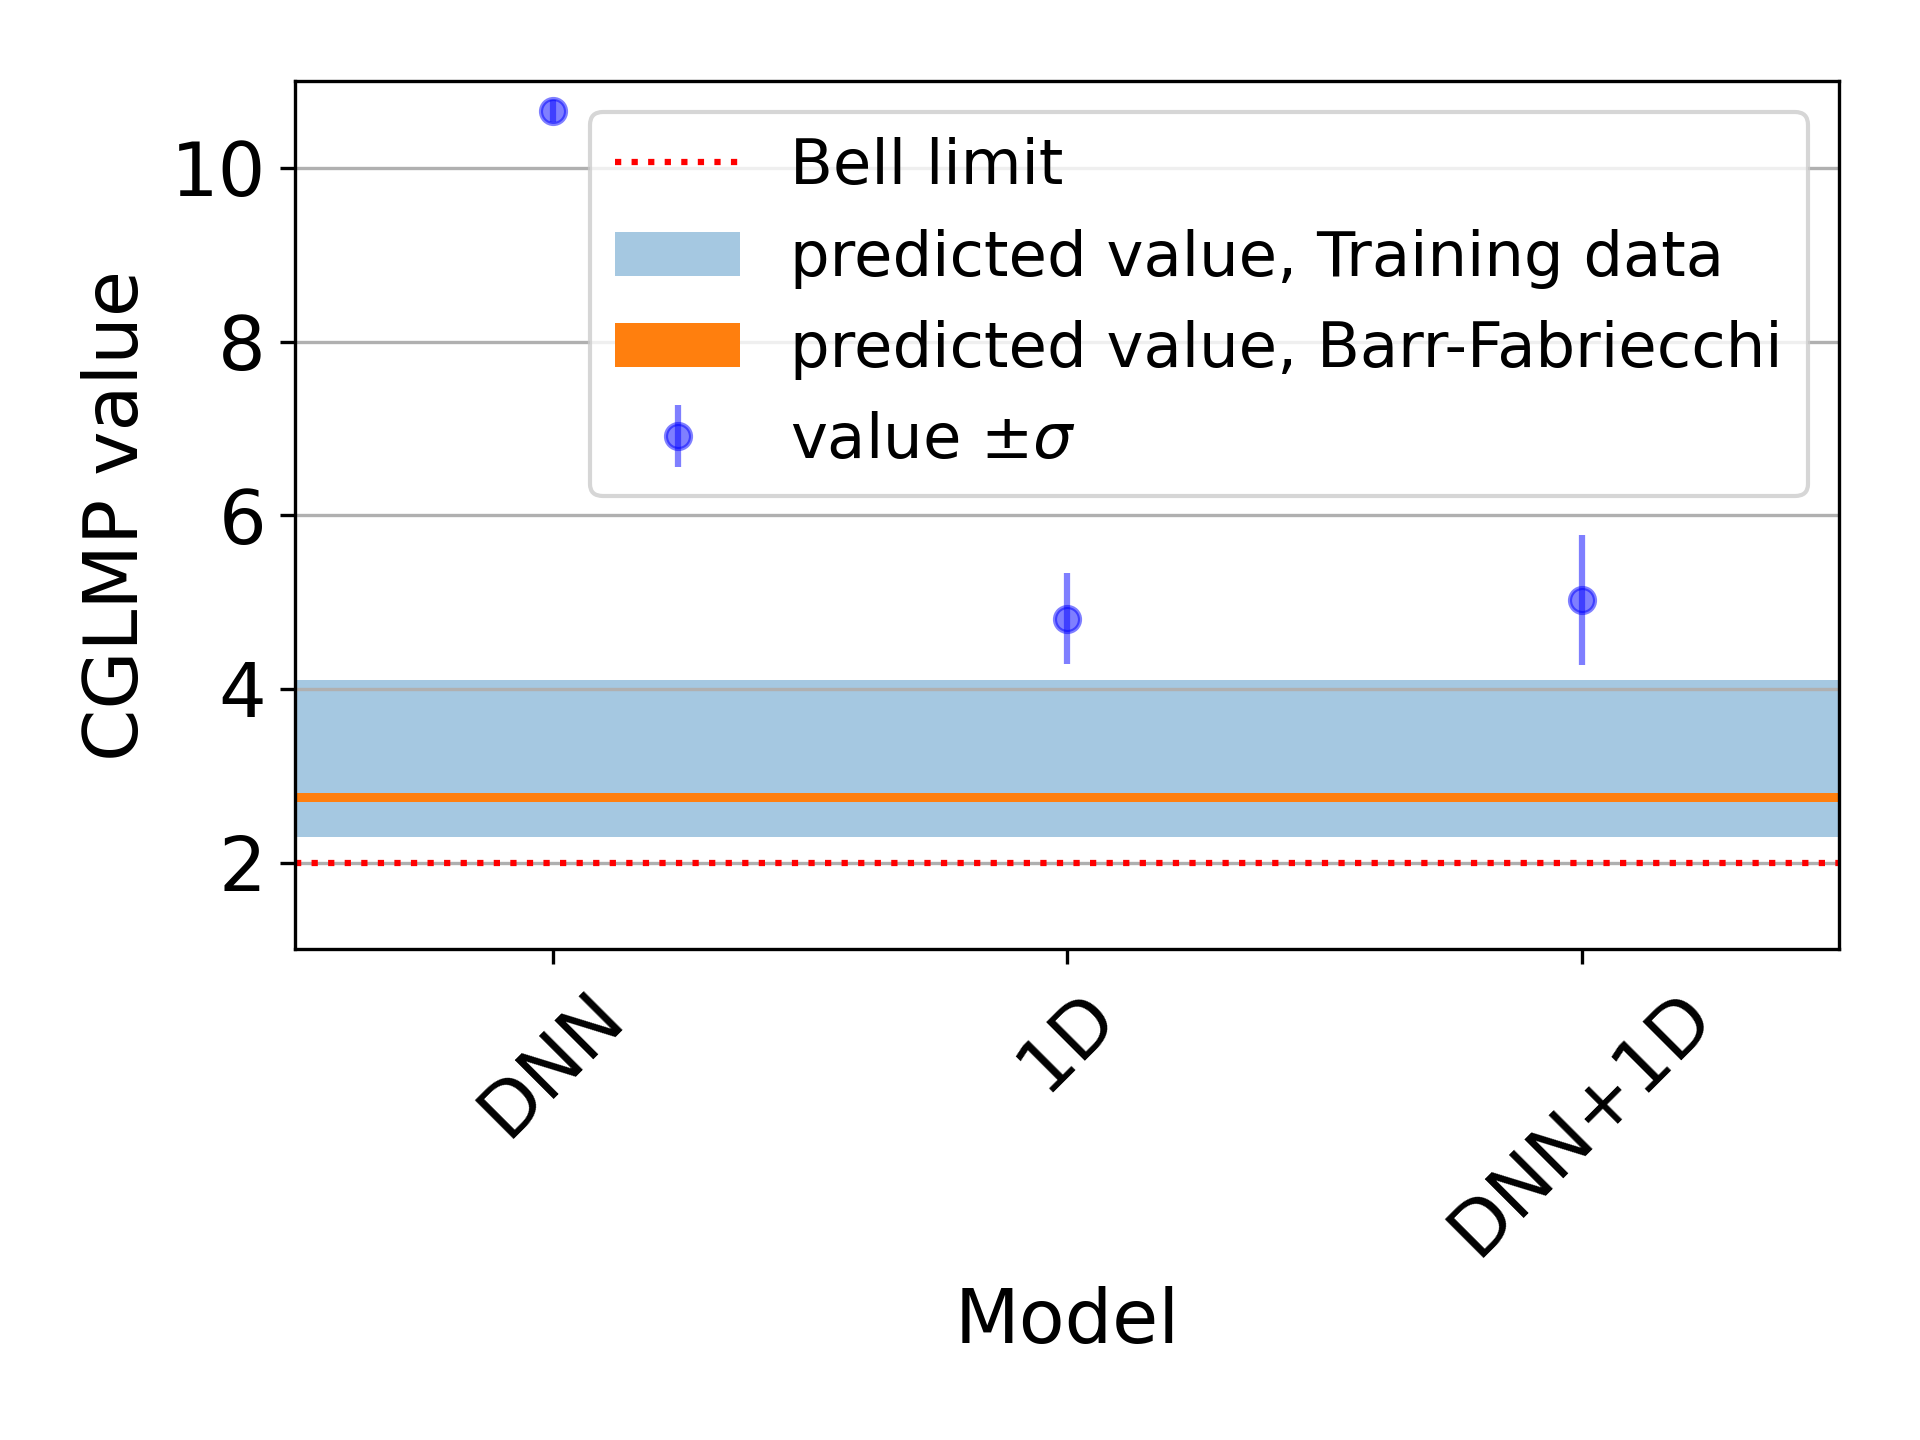 CGLMP value
10
8
6
4
2
Bell limit
predicted value, Training data
predicted value, Barr-Fabriecchi
value ±σ
DNN
1D
DNN+1D
Model